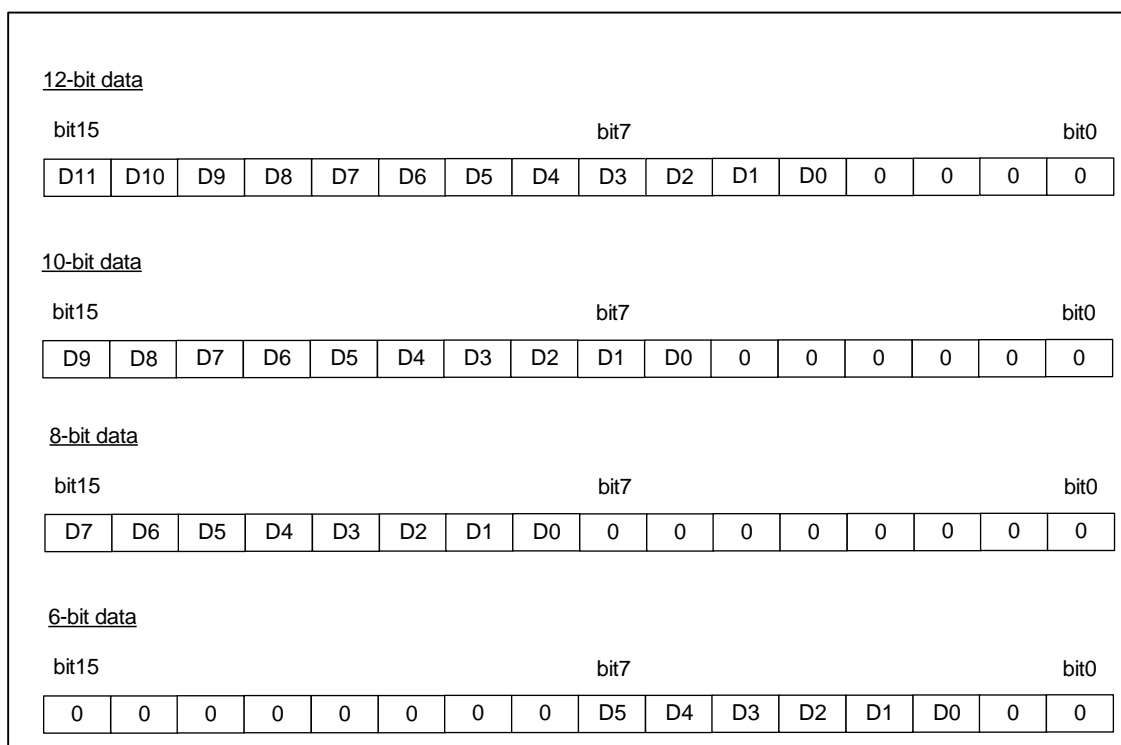 12-bit data
bit15 bit7 bit0
D11 D10 D9 D8 D7 D6 D5 D4 D3 D2 D1 D0 0 0 0 0
10-bit data
bit15 bit7 bit0
D9 D8 D7 D6 D5 D4 D3 D2 D1 D0 0 0 0 0 0 0
8-bit data
bit15 bit7 bit0
D7 D6 D5 D4 D3 D2 D1 D0 0 0 0 0 0 0 0 0
6-bit data
bit15 bit7 bit0
0 0 0 0 0 0 0 0 D5 D4 D3 D2 D1 D0 0 0